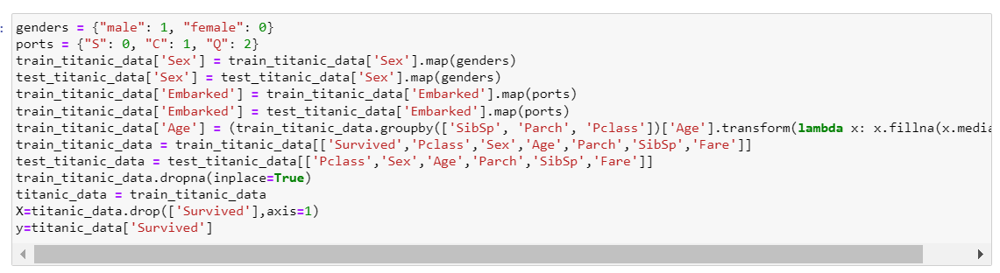 :
genders = {"male": 1, "female": 0}
ports = {"S": 0, "C": 1, "Q": 2}
train_titanic_data['Sex'] = train_titanic_data['Sex'].map(genders)
test_titanic_data['Sex'] = test_titanic_data['Sex'].map(genders)
train_titanic_data['Embarked'] = train_titanic_data['Embarked'].map(ports)
train_titanic_data['Embarked'] = test_titanic_data['Embarked'].map(ports)
train_titanic_data['Age'] = (train_titanic_data.groupby(['SibSp', 'Parch', 'Pclass'])['Age'].transform(lambda x: x.fillna(x.media
train_titanic_data = train_titanic_data[['Survived','Pclass','Sex','Age','Parch','SibSp','Fare']]
test_titanic_data = test_titanic_data[['Pclass','Sex','Age','Parch','SibSp','Fare']]
train_titanic_data.dropna(inplace=True)
titanic_data = train_titanic_data
X=titanic_data.drop(['Survived'],axis=1)
y=titanic_data['Survived']